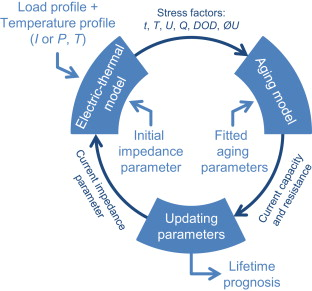 Load profile +
Temperature profile
(I or P, T)
Stress factors:
t, T, U, Q, DOD, ØU
Electric-thermal
model
Aging model
Initial
impedance
parameter
Fitted
aging
parameters
Current impedance
parameter
Current capacity
and resistance
Updating
parameters
Lifetime
prognosis